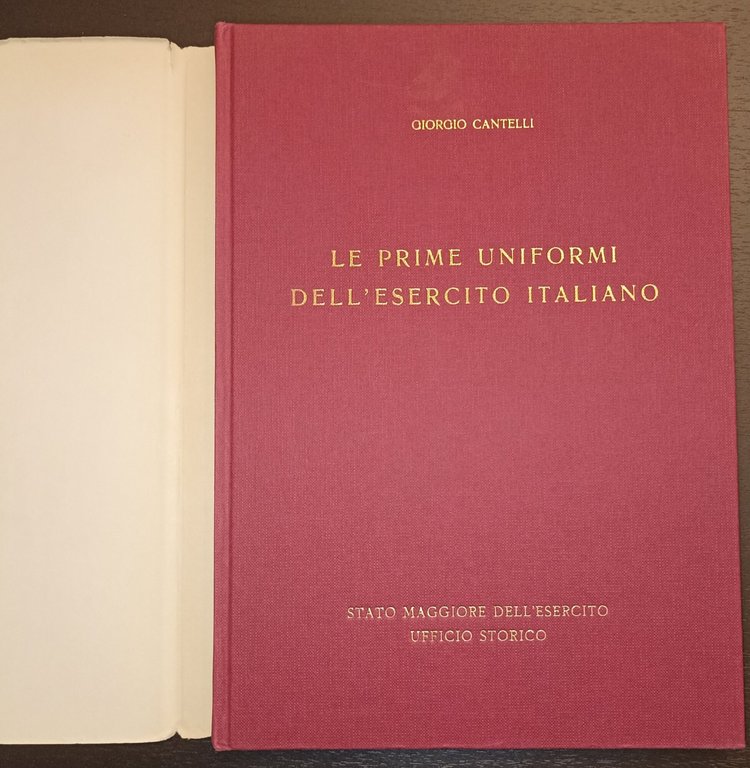 GIORGIO CANTELLI
LE PRIME UNIFORMI
DELL'ESERCITO ITALIANO
STATO MAGGIORE DELL'ESERCITO
UFFICIO STORICO